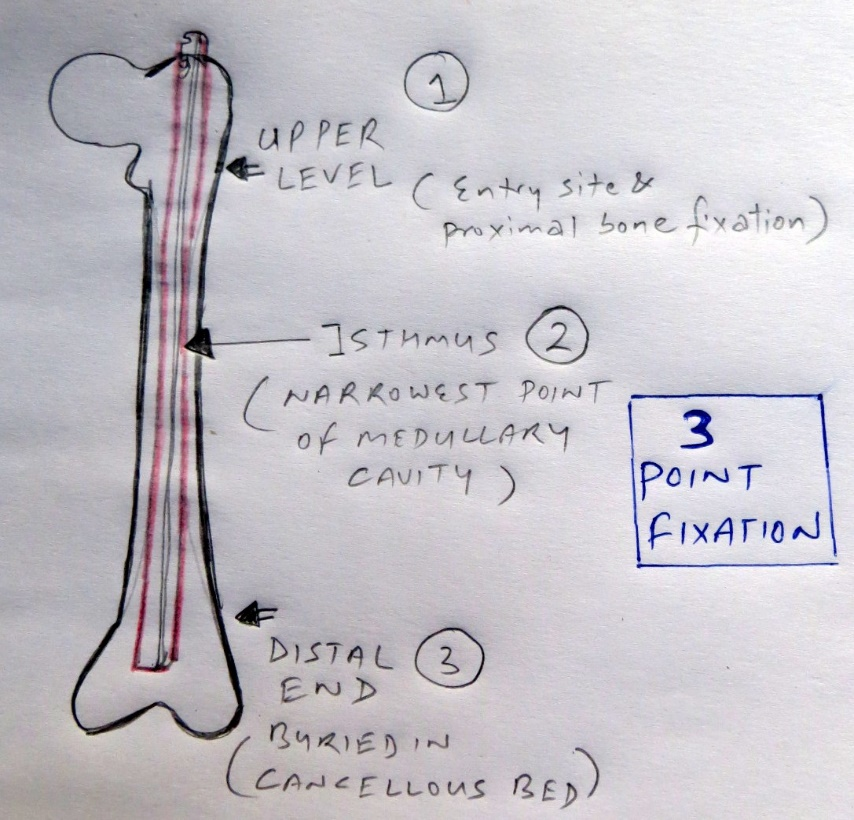 1
UPPER
LEVEL (Entry site &
proximal bone fixation)
ISTHMUS 2
(NARROWEST POINT
OF MEDULLARY
CAVITY)
3
POINT
FIXATION
DISTAL 3
END
(BURIED IN
CANCELLOUS BED)